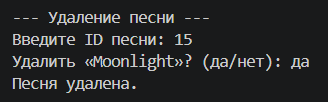 --- Удаление песни ---
Введите ID песни: 15
Удалить «Moonlight»? (да/нет): да
Песня удалена.